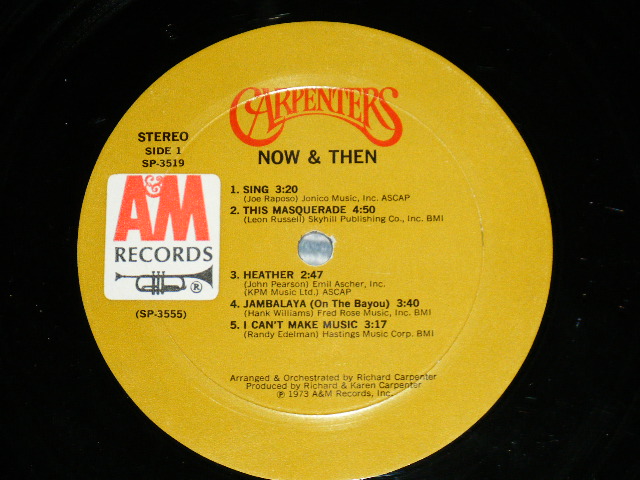 CARPENTERS
NOW & THEN
STEREO
SIDE 1
SP-3519
A&M
RECORDS
®
(SP-3555)
1. SING 3:20
(Joe Raposo) Jonico Music, Inc. ASCAP
2. THIS MASQUERADE 4:50
(Leon Russell) Skyhill Publishing Co., Inc. BMI
3. HEATHER 2:47
(John Pearson) Emil Ascher, Inc.
(KPM Music Ltd.) ASCAP
4. JAMBALAYA (On The Bayou) 3:40
(Hank Williams) Fred Rose Music, Inc. BMI
5. I CAN'T MAKE MUSIC 3:17
(Randy Edelman) Hastings Music Corp. BMI
Arranged & Orchestrated by Richard Carpenter
Produced by Richard & Karen Carpenter
℗ 1973 A&M Records, Inc.